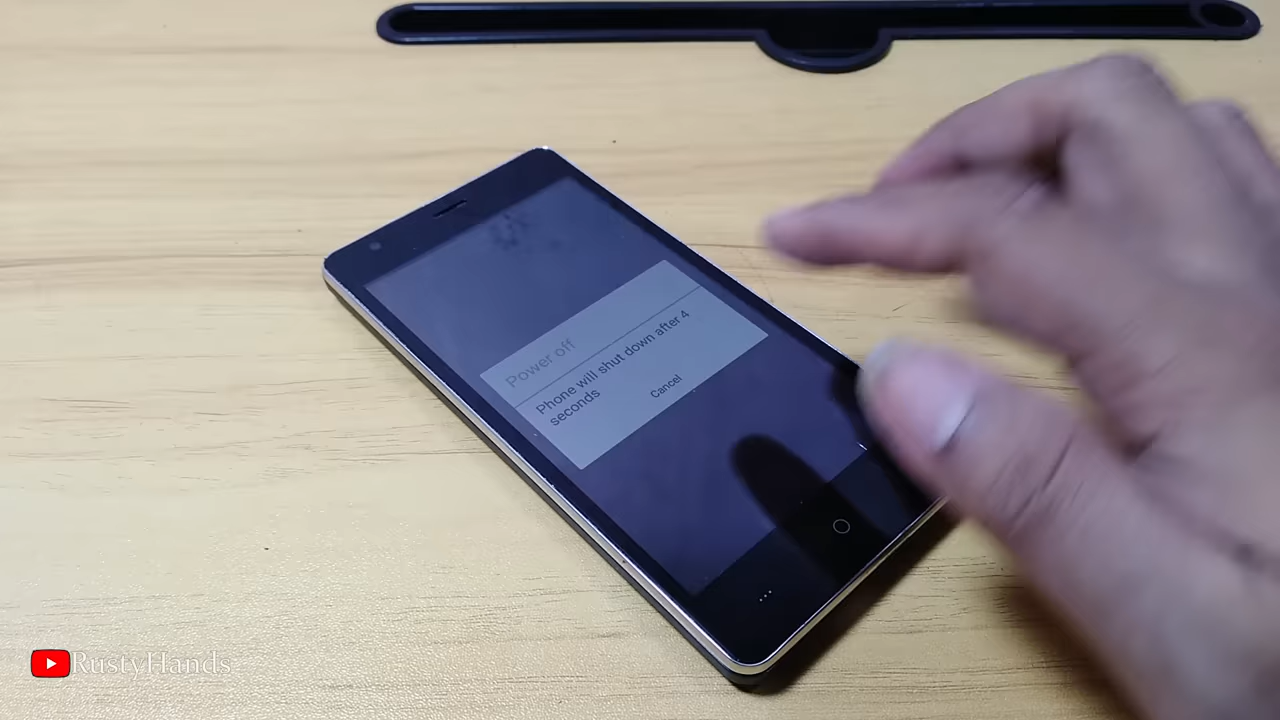 Power off
Phone will shut down after 4
seconds
Cancel
RustyHands